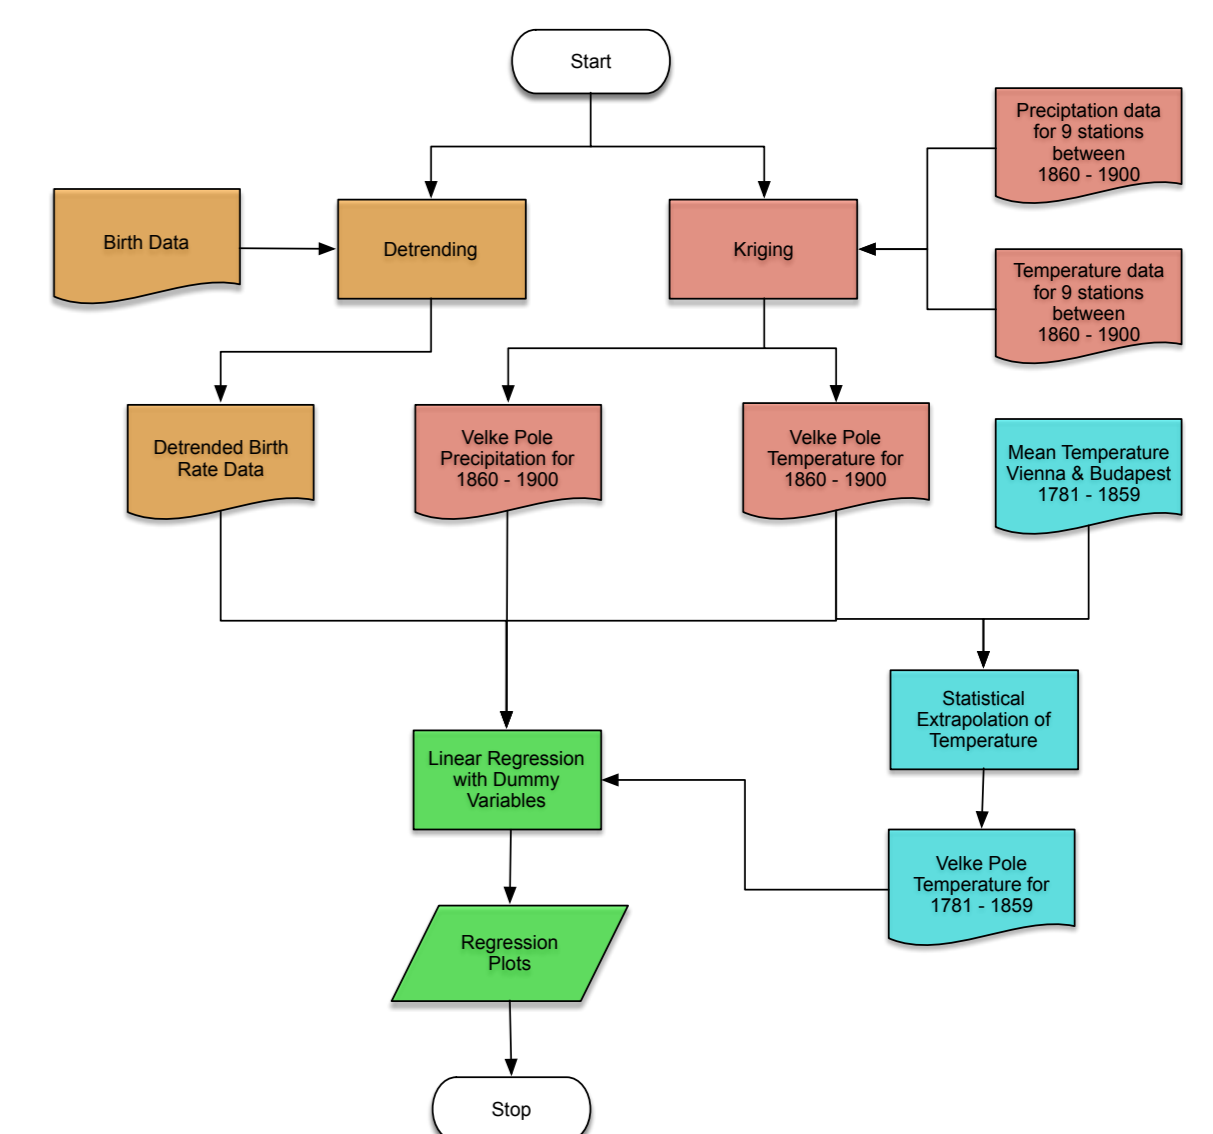 Start
Preciptation data
for 9 stations
between
1860 - 1900
Birth Data
Detrending
Kriging
Temperature data
for 9 stations
between
1860 - 1900
Detrended Birth
Rate Data
Velke Pole
Precipitation for
1860 - 1900
Velke Pole
Temperature for
1860 - 1900
Mean Temperature
Vienna & Budapest
1781 - 1859
Statistical
Extrapolation of
Temperature
Linear Regression
with Dummy
Variables
Velke Pole
Temperature for
1781 - 1859
Regression
Plots
Stop